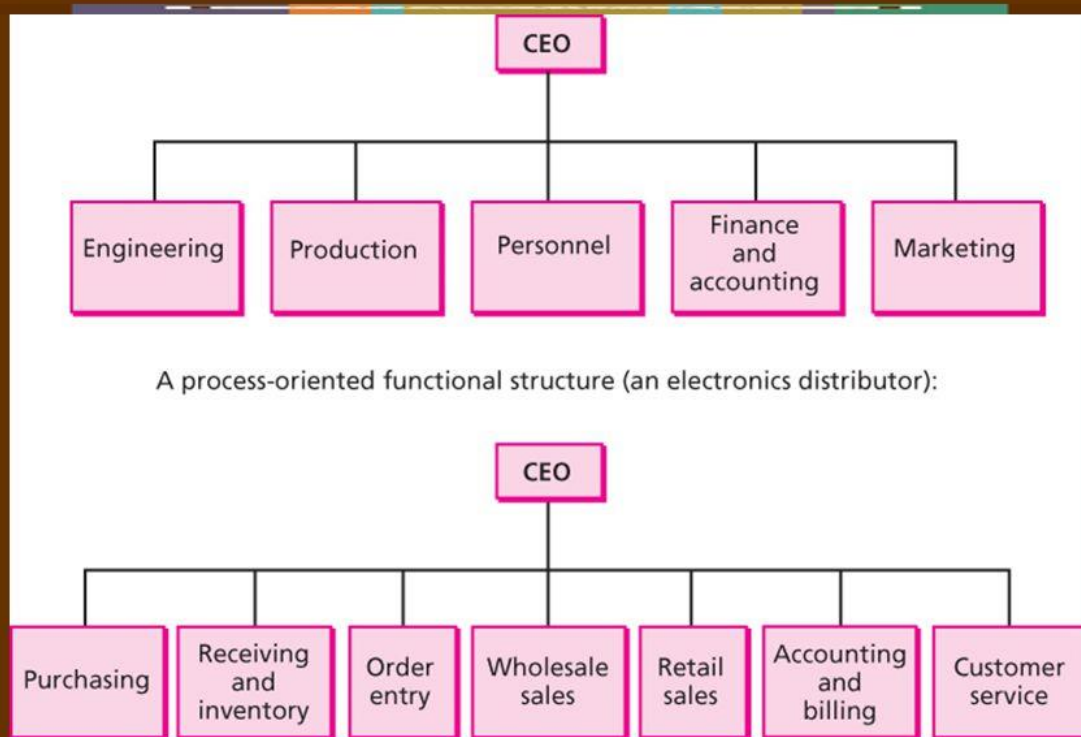 CEO
Engineering
Production
Personnel
Finance
and
accounting
Marketing
A process-oriented functional structure (an electronics distributor):
CEO
Purchasing
Receiving
and
inventory
Order
entry
Wholesale
sales
Retail
sales
Accounting
and
billing
Customer
service